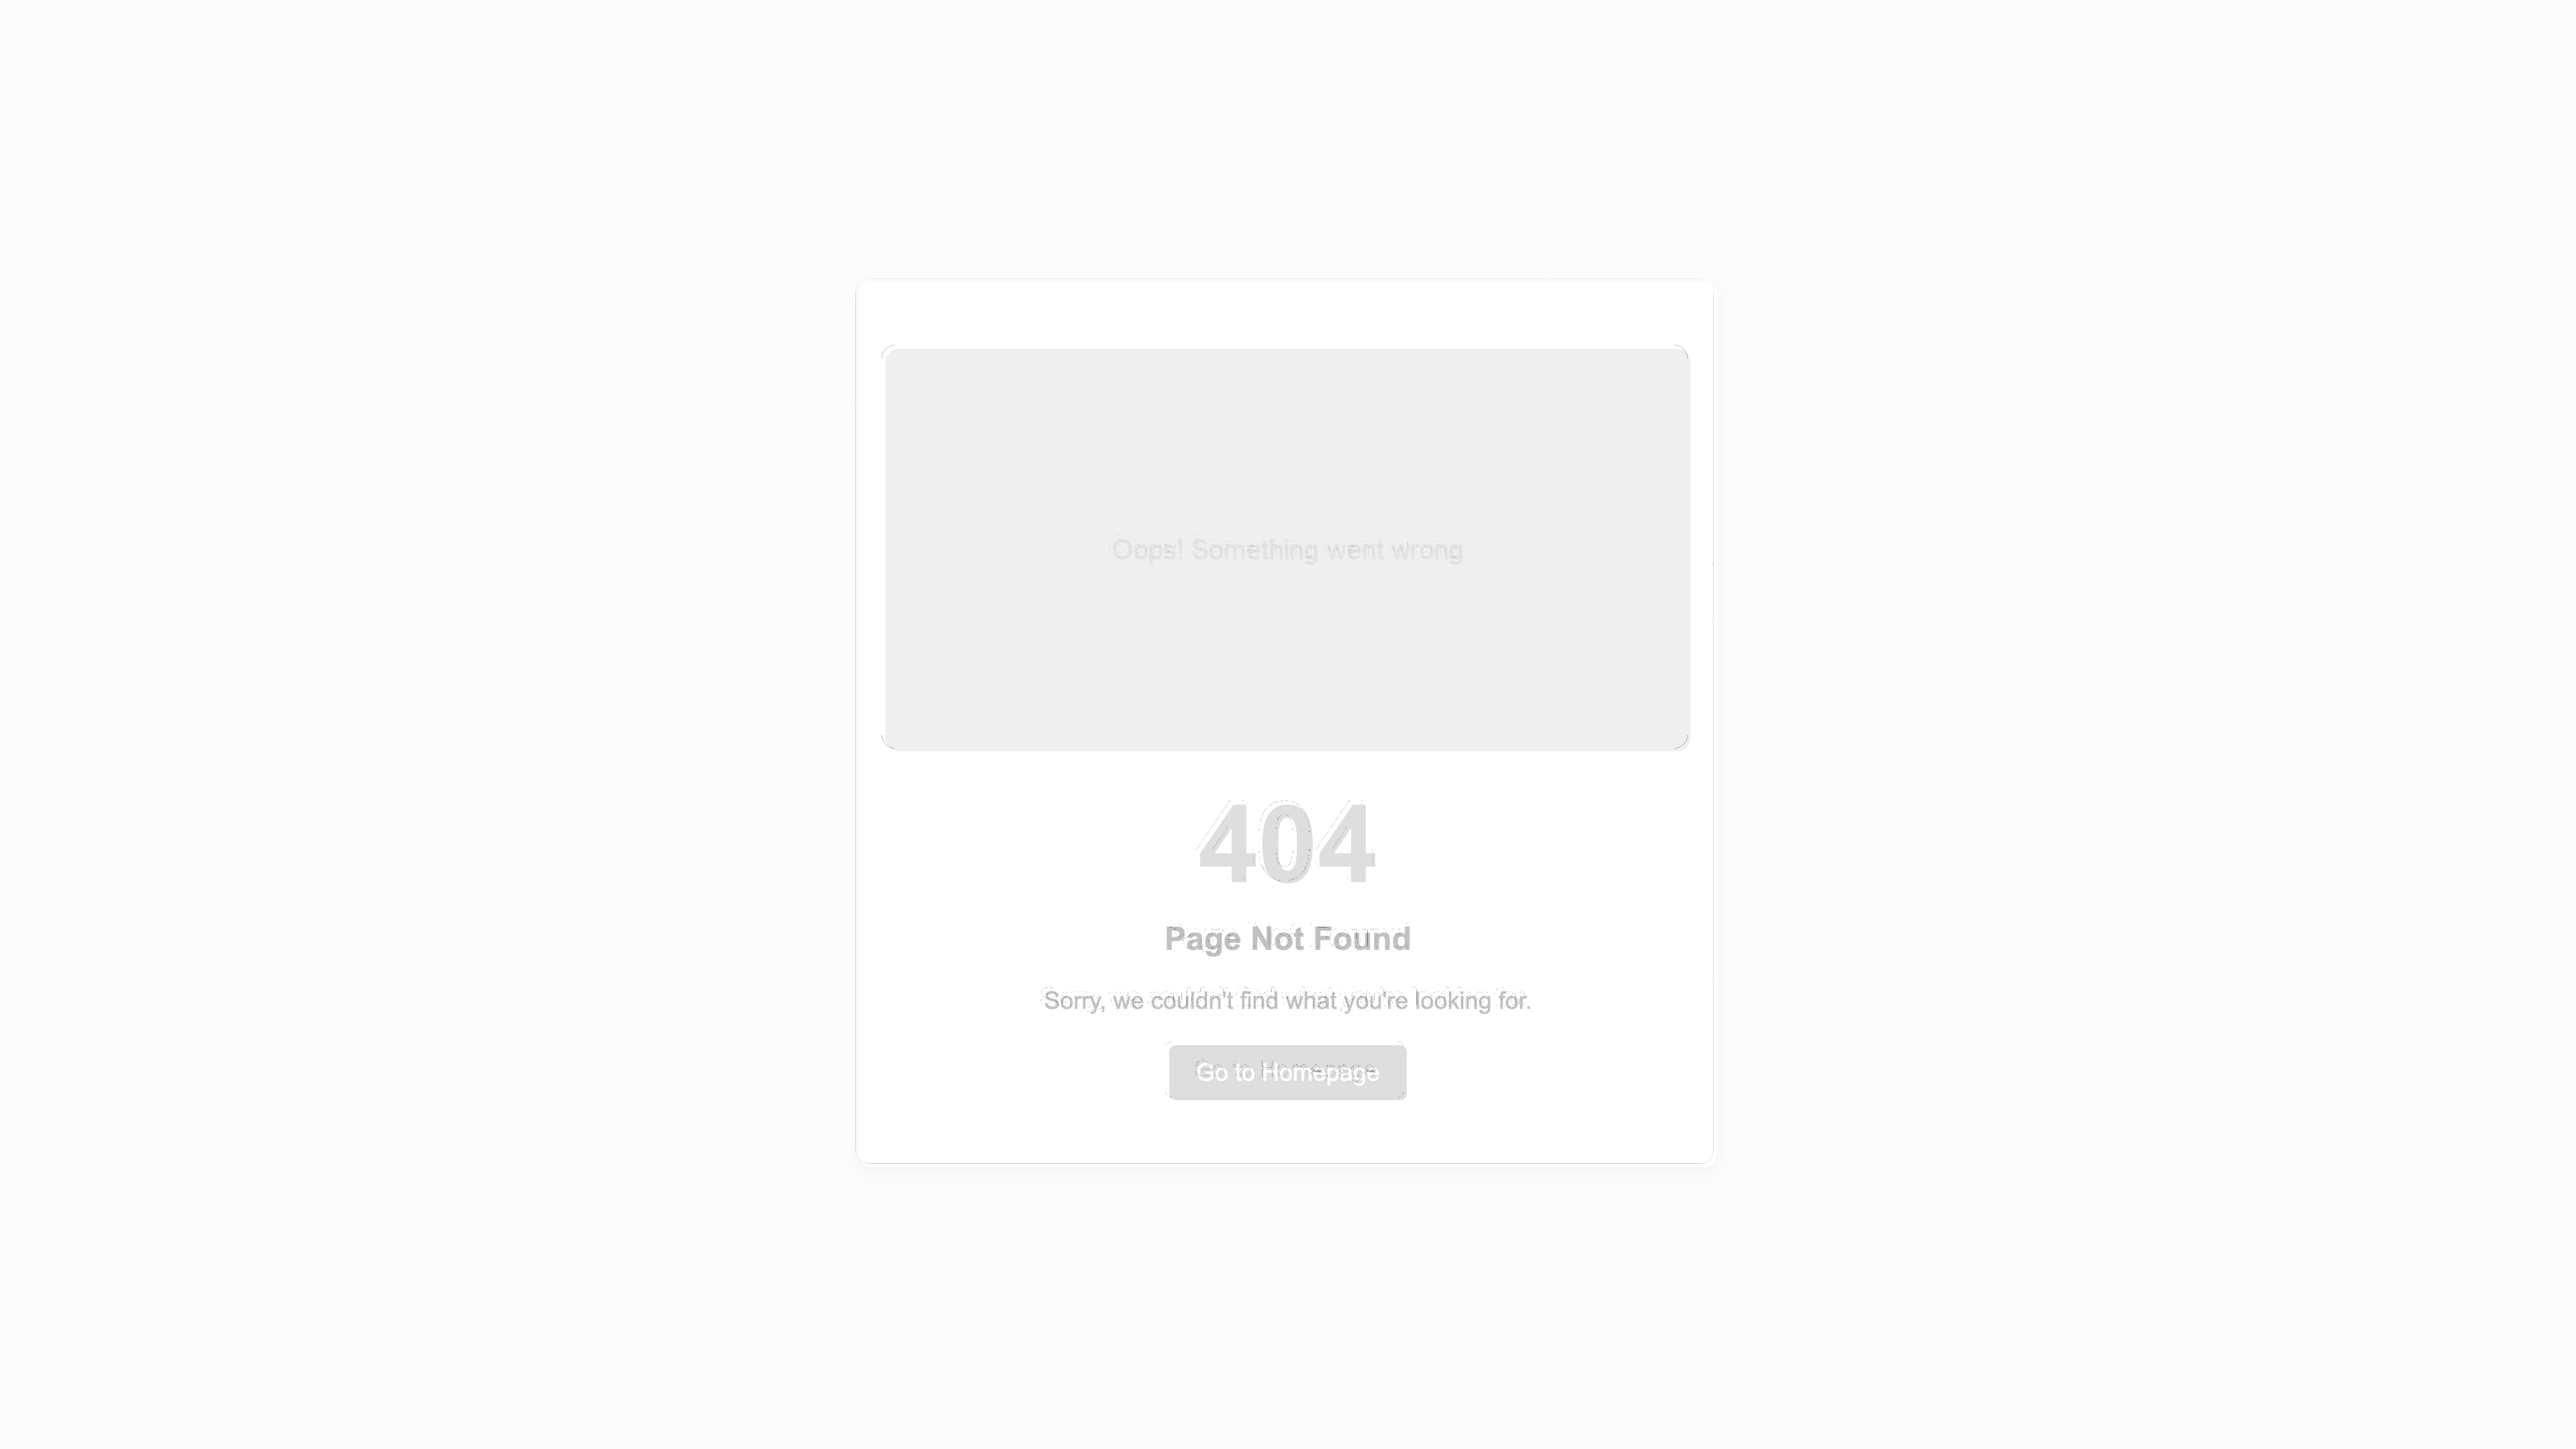 Oops! Something went wrong
404
Page Not Found
Sorry, we couldn't find what you're looking for.
Go to Homepage